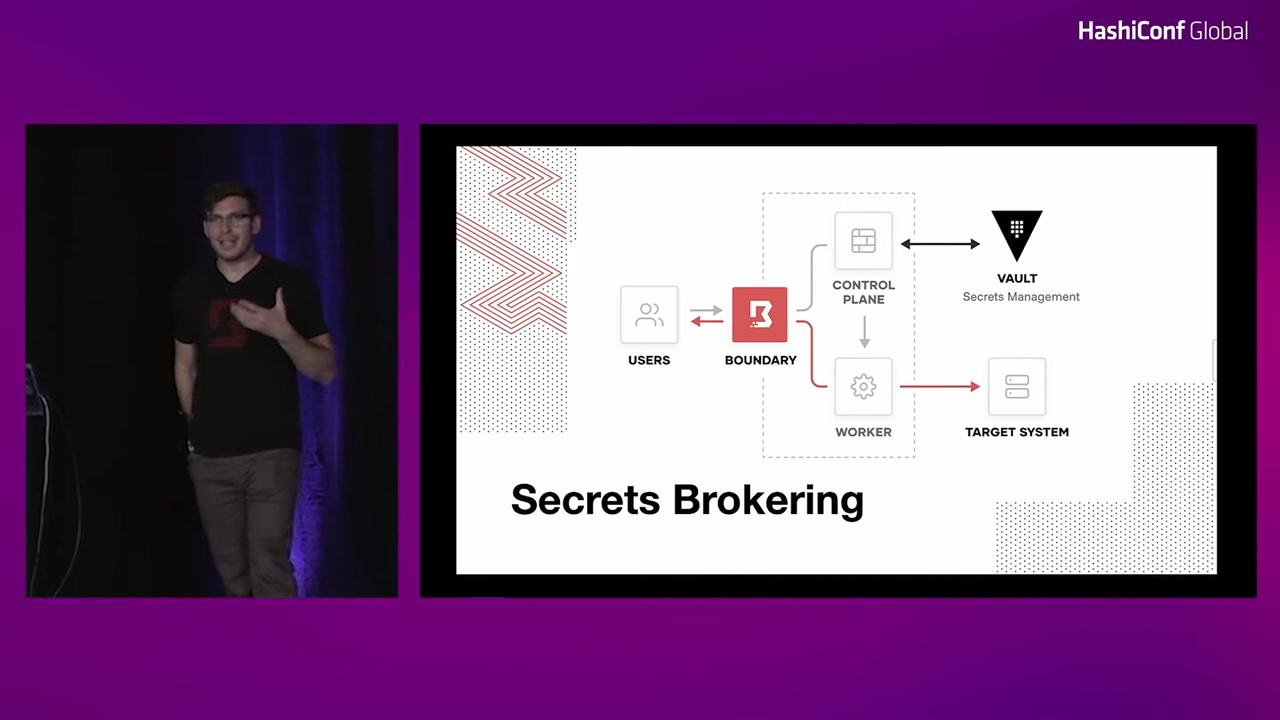 HashiConf Global
CONTROL
PLANE
VAULT
Secrets Management
USERS
BOUNDARY
WORKER
TARGET SYSTEM
Secrets Brokering